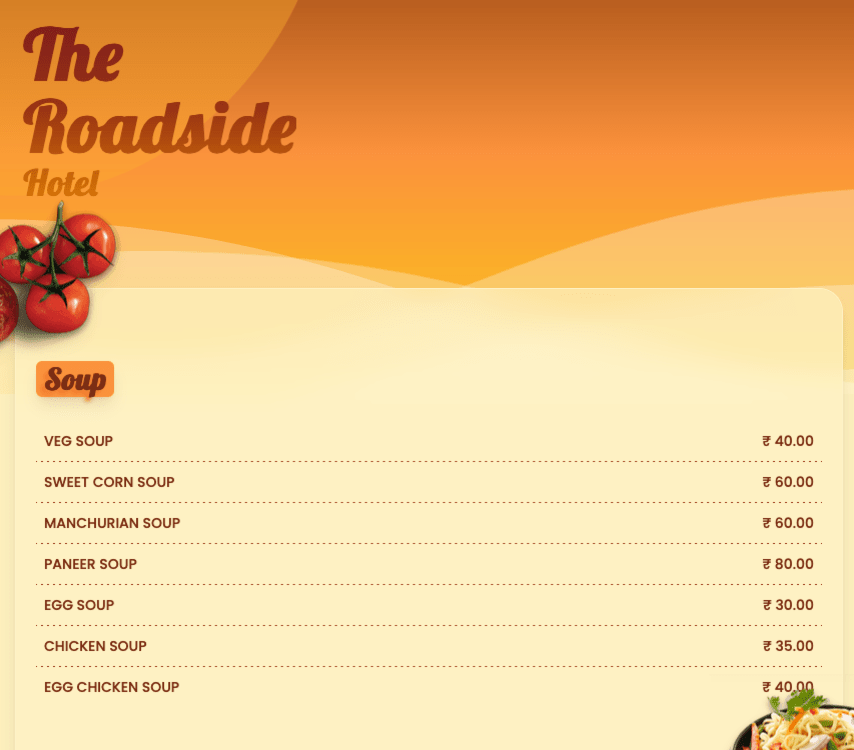 The
Roadside
Hotel
Soup
VEG SOUP ₹ 40.00
SWEET CORN SOUP ₹ 60.00
MANCHURIAN SOUP ₹ 60.00
PANEER SOUP ₹ 80.00
EGG SOUP ₹ 30.00
CHICKEN SOUP ₹ 35.00
EGG CHICKEN SOUP ₹ 40.00